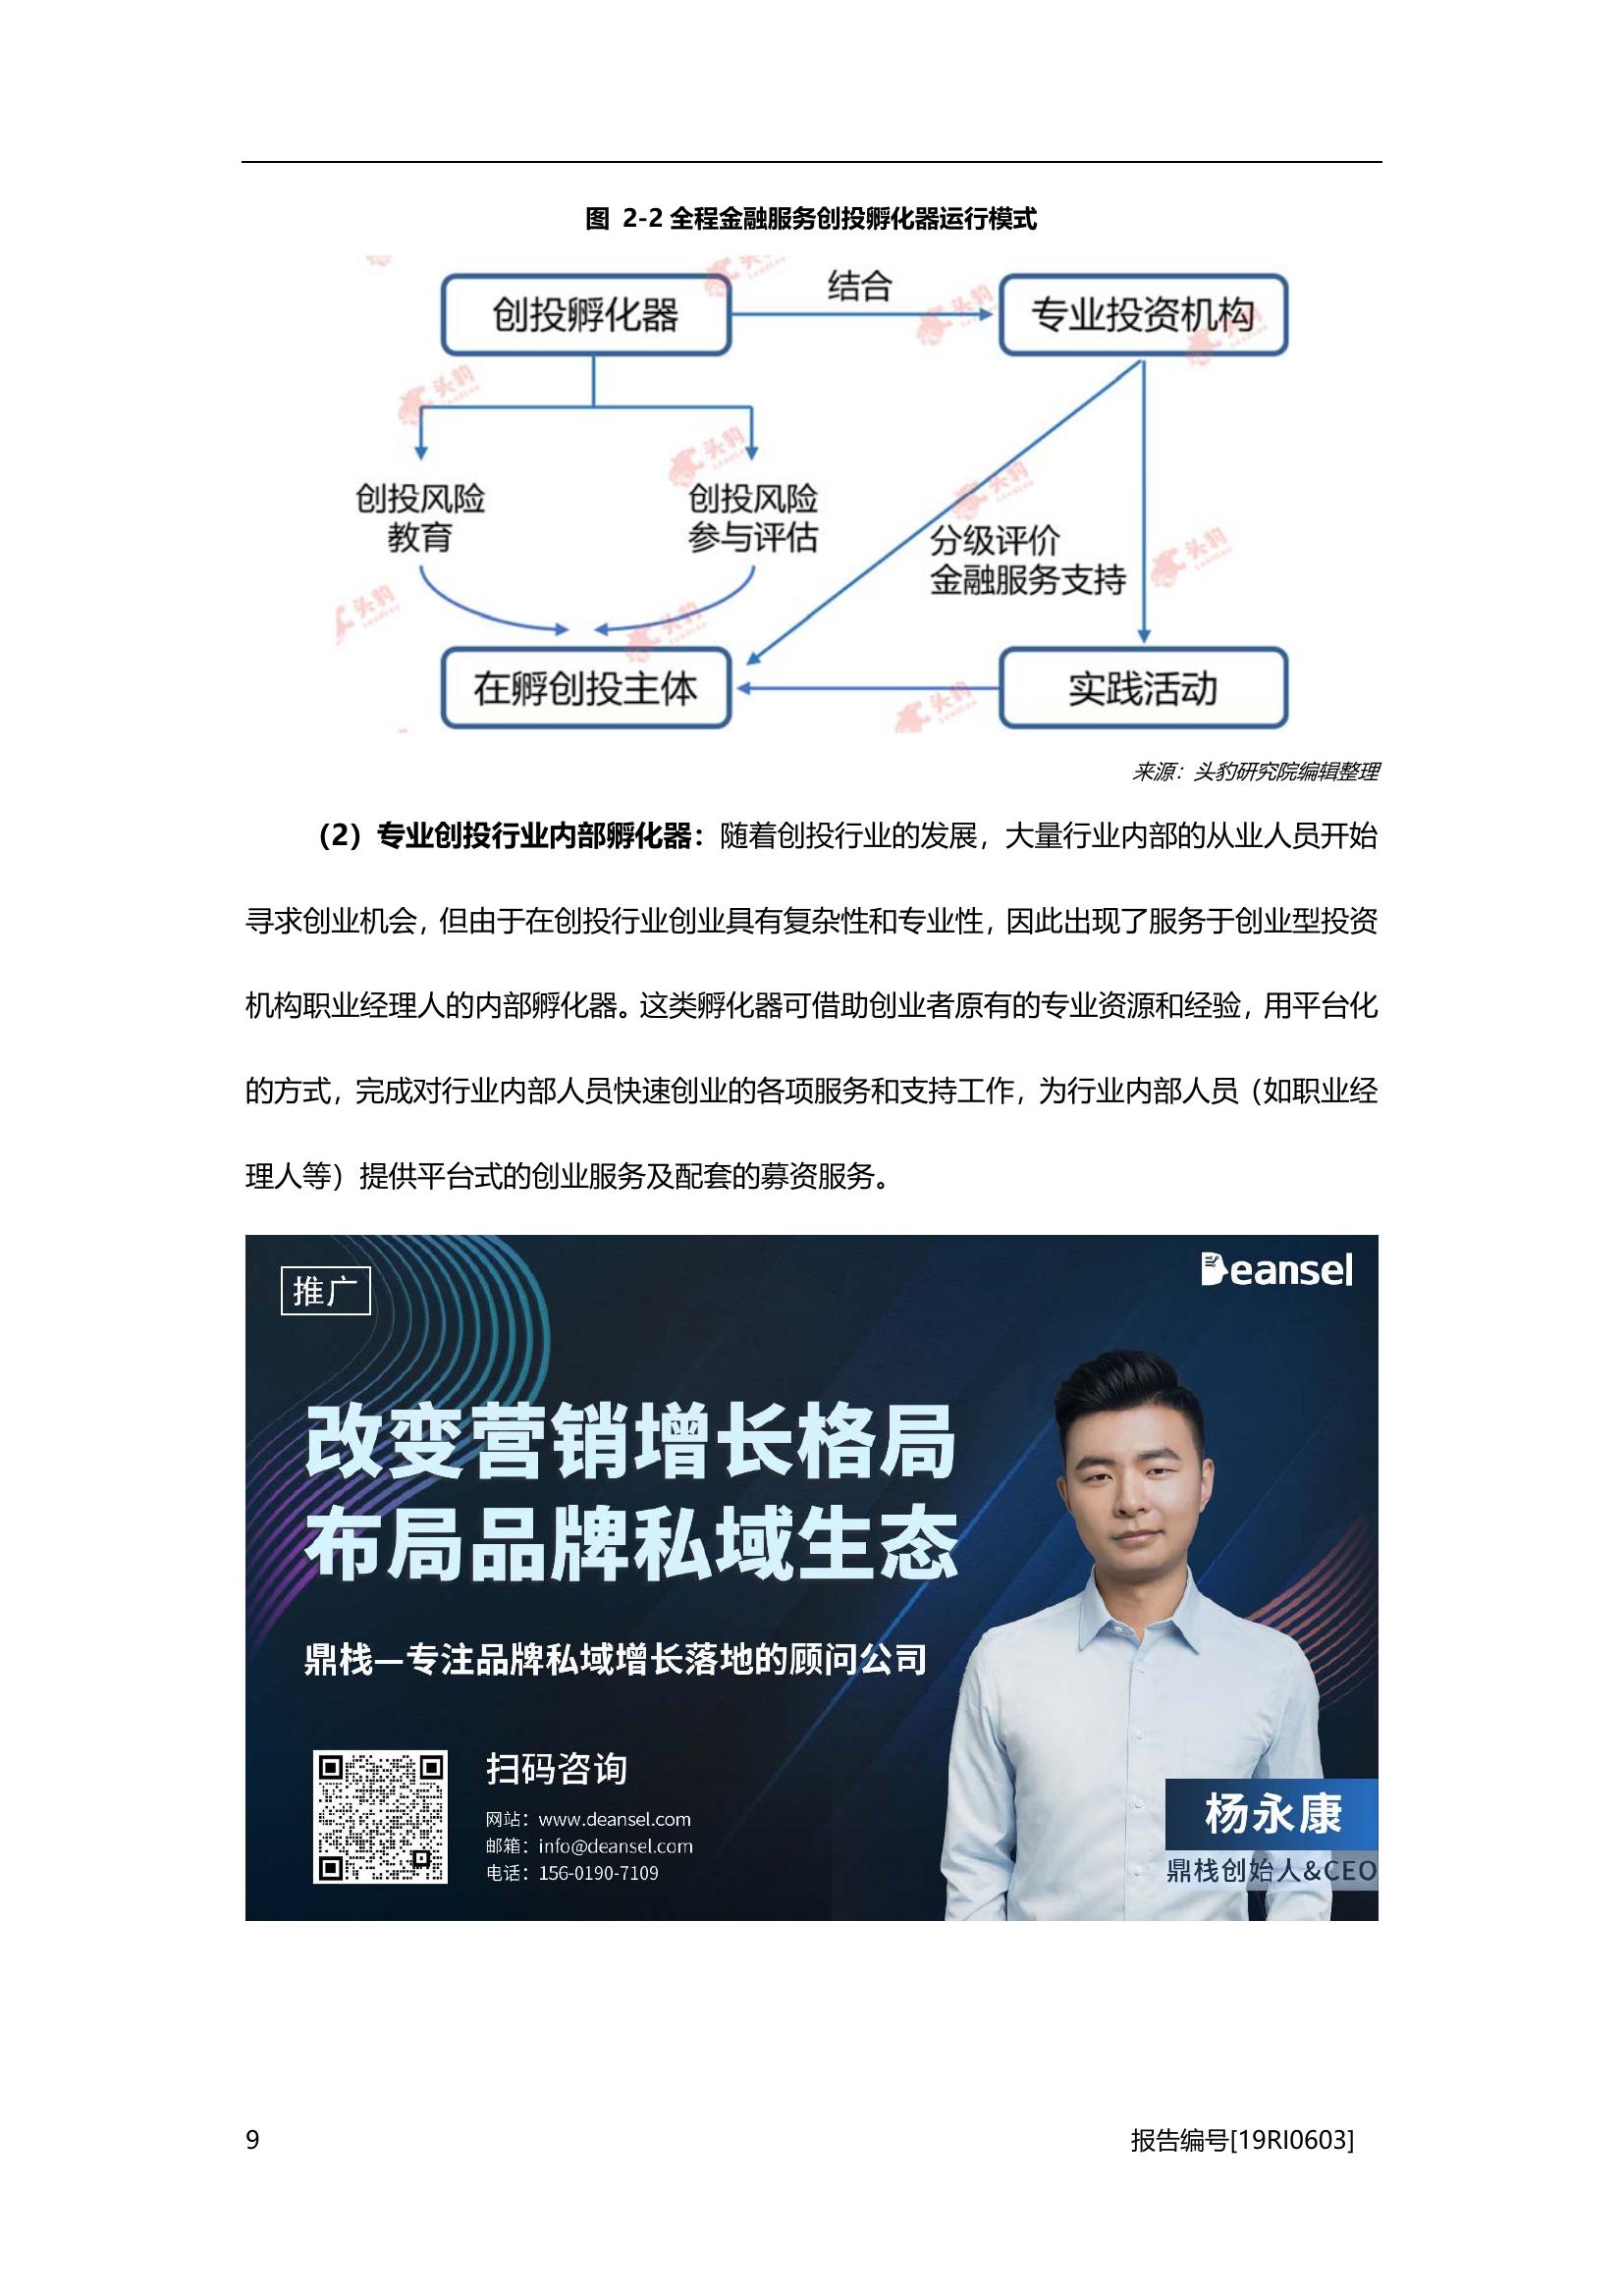 图 2-2 全程金融服务创投孵化器运行模式
创投孵化器
结合
专业投资机构
创投风险
教育
创投风险
参与评估
分级评价
金融服务支持
在孵创投主体
实践活动
头豹
来源：头豹研究院编辑整理
（2）专业创投行业内部孵化器：随着创投行业的发展，大量行业内部的从业人员开始
寻求创业机会，但由于在创投行业创业具有复杂性和专业性，因此出现了服务于创业型投资
机构职业经理人的内部孵化器。这类孵化器可借助创业者原有的专业资源和经验，用平台化
的方式，完成对行业内部人员快速创业的各项服务和支持工作，为行业内部人员（如职业经
理人等）提供平台式的创业服务及配套的募资服务。
推广
Deansel
改变营销增长格局
布局品牌私域生态
鼎栈—专注品牌私域增长落地的顾问公司
扫码咨询
网站：www.deansel.com
邮箱：info@deansel.com
电话：156-0190-7109
杨永康
鼎栈创始人&CEO
9
报告编号[19RI0603]